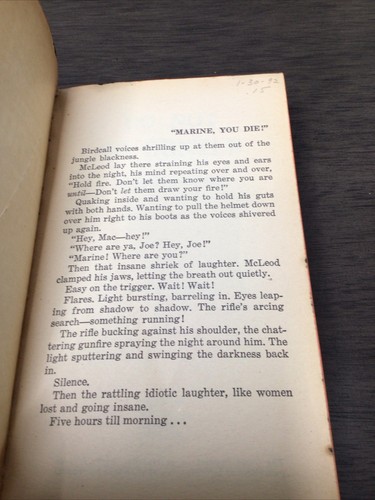 1-30-92
.15
"MARINE, YOU DIE!"
Birdcall voices shrilling up at them out of the
jungle blackness.
McLeod lay there straining his eyes and ears
into the night, his mind repeating over and over,
"Hold fire. Don't let them know where you are
until—Don't let them draw your fire!"
Quaking inside and wanting to hold his guts
with both hands. Wanting to pull the helmet down
over him right to his boots as the voices shivered
up again.
"Hey, Mac—hey!"
"Where are ya, Joe? Hey, Joe!"
"Marine! Where are you?"
Then that insane shriek of laughter. McLeod
clamped his jaws, letting the breath out quietly.
Easy on the trigger. Wait! Wait!
Flares. Light bursting, barreling in. Eyes leap-
ing from shadow to shadow. The rifle's arcing
search—something running!
The rifle bucking against his shoulder, the chat-
tering gunfire spraying the night around him. The
light sputtering and swinging the darkness back
in.
Silence.
Then the rattling idiotic laughter, like women
lost and going insane.
Five hours till morning . . .